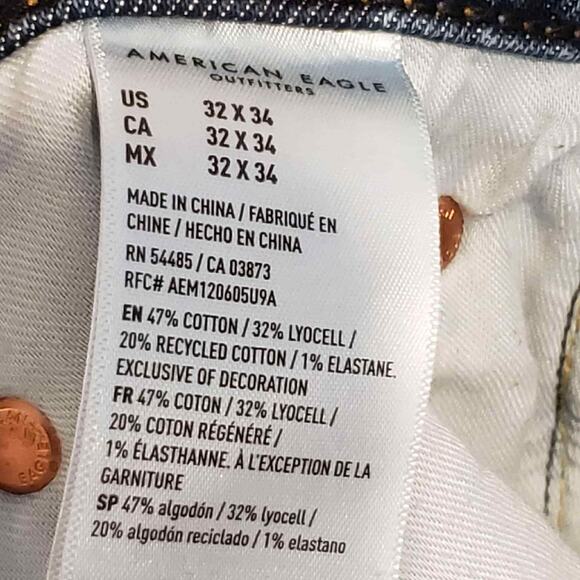 AMERICAN EAGLE
OUTFITTERS
US 32 X 34
CA 32 X 34
MX 32 X 34
MADE IN CHINA / FABRIQUÉ EN
CHINE / HECHO EN CHINA
RN 54485 / CA 03873
RFC# AEM120605U9A
EN 47% COTTON / 32% LYOCELL /
20% RECYCLED COTTON / 1% ELASTANE.
EXCLUSIVE OF DECORATION
FR 47% COTON / 32% LYOCELL /
20% COTON RÉGÉNÉRÉ /
1% ÉLASTHANNE. À L'EXCEPTION DE LA
GARNITURE
SP 47% algodón / 32% lyocell /
20% algodón reciclado / 1% elastano
EAGLE